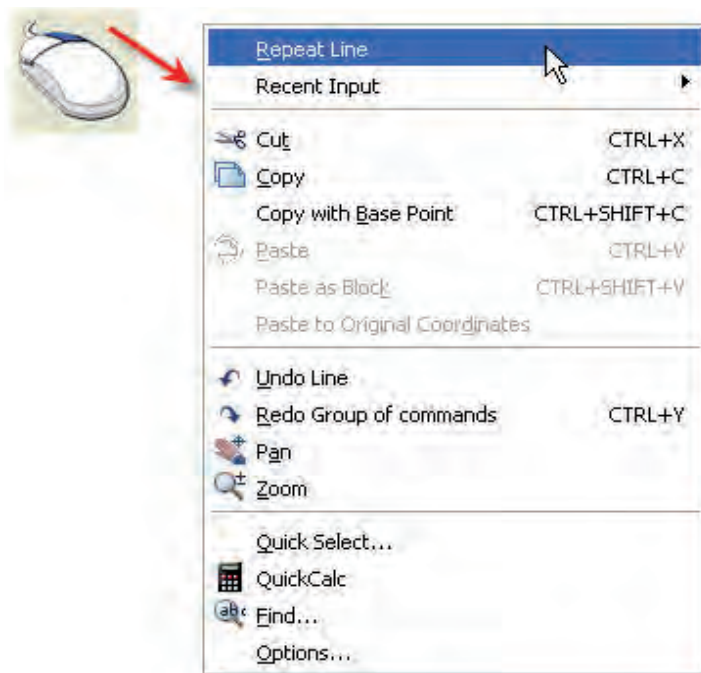 Repeat Line
Recent Input
Cut CTRL+X
Copy CTRL+C
Copy with Base Point CTRL+SHIFT+C
Paste CTRL+V
Paste as Block CTRL+SHIFT+V
Paste to Original Coordinates
Undo Line
Redo Group of commands CTRL+Y
Pan
Zoom
Quick Select...
QuickCalc
abc Find...
Options...